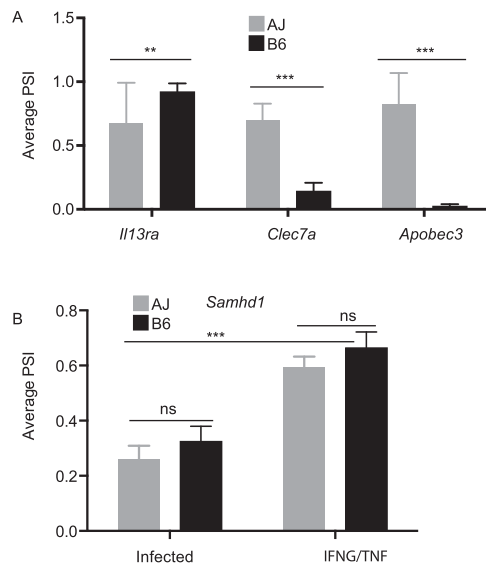 A
1.5
1.0
0.5
0.0
Average PSI
AJ
B6
**
***
***
Il13ra
Clec7a
Apobec3
B
0.8
0.6
0.4
0.2
0.0
Average PSI
AJ
B6
Samhd1
***
ns
ns
Infected
IFNG/TNF